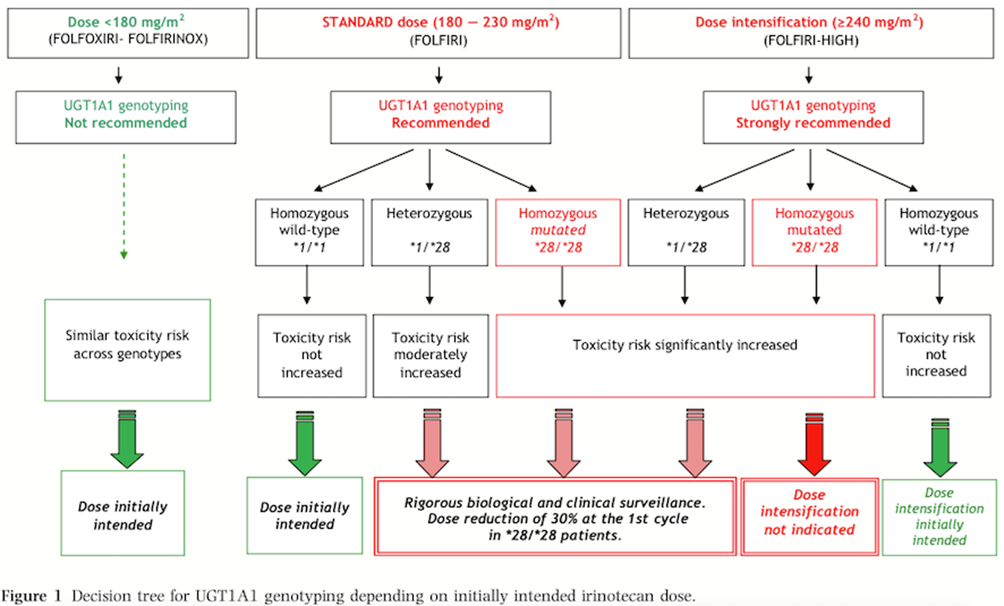 Dose <180 mg/m²
(FOLFOXIRI- FOLFIRINOX)
STANDARD dose (180 — 230 mg/m²)
(FOLFIRI)
Dose intensification (≥240 mg/m²)
(FOLFIRI-HIGH)
UGT1A1 genotyping
Not recommended
UGT1A1 genotyping
Recommended
UGT1A1 genotyping
Strongly recommended
Homozygous
wild-type
*1/*1
Heterozygous
*1/*28
Homozygous
mutated
*28/*28
Heterozygous
*1/*28
Homozygous
mutated
*28/*28
Homozygous
wild-type
*1/*1
Similar toxicity risk
across genotypes
Toxicity risk
not
increased
Toxicity risk
moderately
increased
Toxicity risk significantly increased
Toxicity risk
not
increased
Dose initially
intended
Dose initially
intended
Rigorous biological and clinical surveillance.
Dose reduction of 30% at the 1st cycle
in *28/*28 patients.
Dose
intensification
not indicated
Dose
intensification
initially
intended
Figure 1 Decision tree for UGT1A1 genotyping depending on initially intended irinotecan dose.